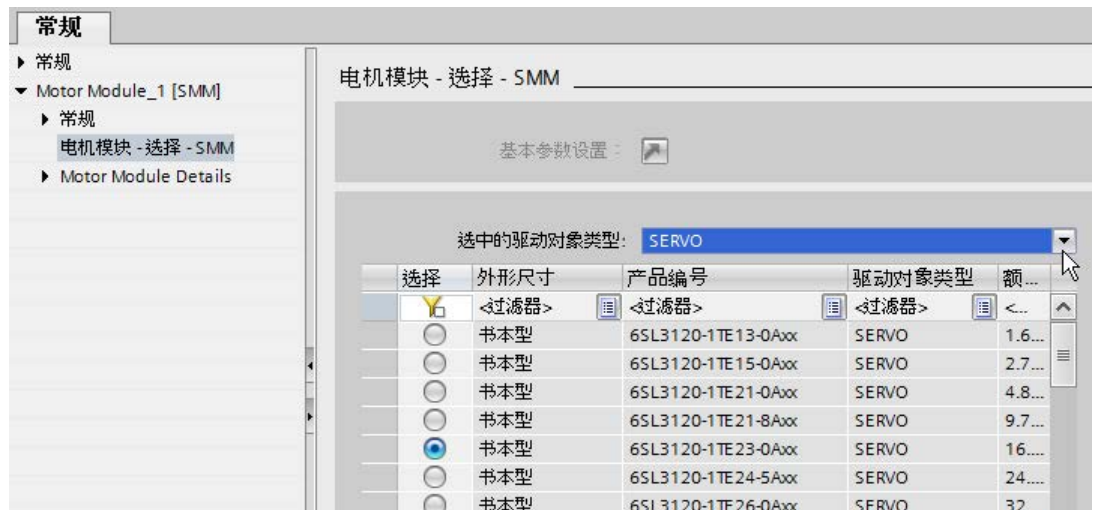 常规
常规
Motor Module_1 [SMM]
常规
电机模块 - 选择 - SMM
Motor Module Details
电机模块 - 选择 - SMM
基本参数设置：
选中的驱动对象类型: SERVO
选择 外形尺寸 产品编号 驱动对象类型 额...
<过滤器> <过滤器> <过滤器> <...
书本型 6SL3120-1TE13-0Axx SERVO 1.6...
书本型 6SL3120-1TE15-0Axx SERVO 2.7...
书本型 6SL3120-1TE21-0Axx SERVO 4.8...
书本型 6SL3120-1TE21-8Axx SERVO 9.7...
书本型 6SL3120-1TE23-0Axx SERVO 16....
书本型 6SL3120-1TE24-5Axx SERVO 24....
书本型 6SL3120-1TE26-0Axx SERVO 32